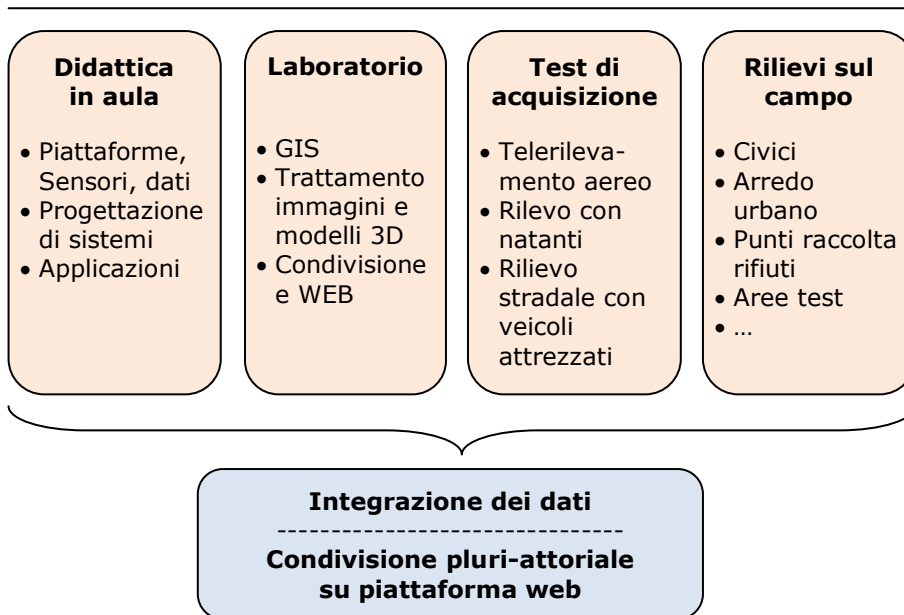 Didattica
in aula
• Piattaforme,
Sensori, dati
• Progettazione
di sistemi
• Applicazioni
Laboratorio
• GIS
• Trattamento
immagini e
modelli 3D
• Condivisione
e WEB
Test di
acquisizione
• Telerileva-
mento aereo
• Rilevo con
natanti
• Rilievo
stradale con
veicoli
attrezzati
Rilievi sul
campo
• Civici
• Arredo
urbano
• Punti raccolta
rifiuti
• Aree test
• ...
Integrazione dei dati
---------------------------------
Condivisione pluri-attoriale
su piattaforma web